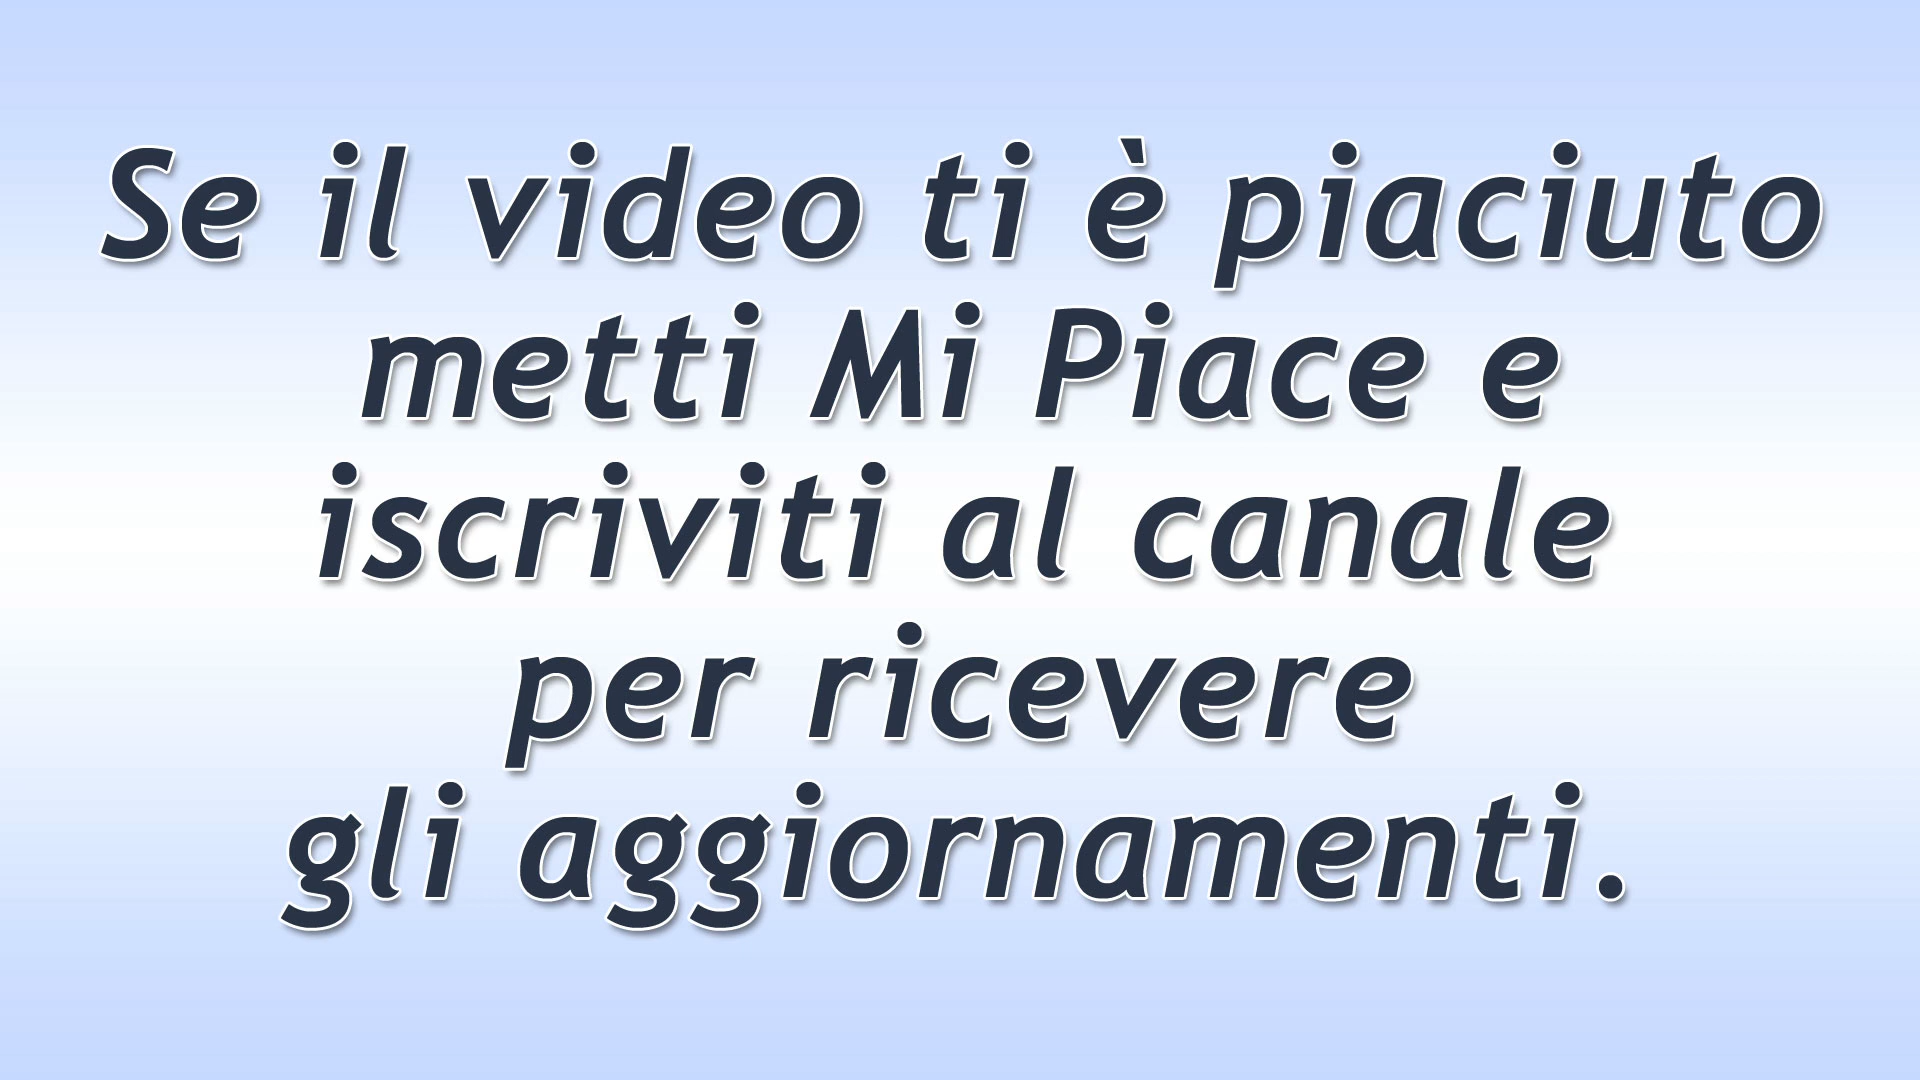 Se il video ti è piaciuto
metti Mi Piace e
iscriviti al canale
per ricevere
gli aggiornamenti.